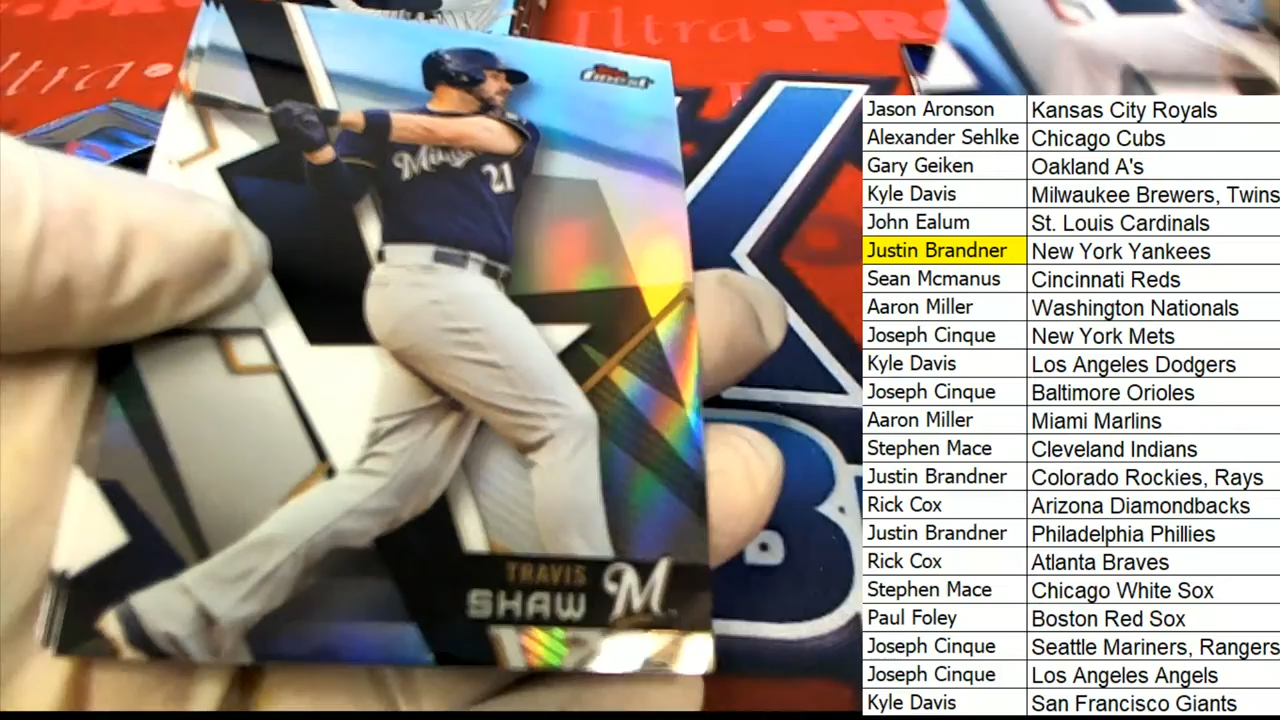 Ultra•PRO
Ultra•PRO
Topps
finest
21
TRAVIS
SHAW
M
Jason Aronson Kansas City Royals
Alexander Sehlke Chicago Cubs
Gary Geiken Oakland A's
Kyle Davis Milwaukee Brewers, Twins
John Ealum St. Louis Cardinals
Justin Brandner New York Yankees
Sean Mcmanus Cincinnati Reds
Aaron Miller Washington Nationals
Joseph Cinque New York Mets
Kyle Davis Los Angeles Dodgers
Joseph Cinque Baltimore Orioles
Aaron Miller Miami Marlins
Stephen Mace Cleveland Indians
Justin Brandner Colorado Rockies, Rays
Rick Cox Arizona Diamondbacks
Justin Brandner Philadelphia Phillies
Rick Cox Atlanta Braves
Stephen Mace Chicago White Sox
Paul Foley Boston Red Sox
Joseph Cinque Seattle Mariners, Rangers
Joseph Cinque Los Angeles Angels
Kyle Davis San Francisco Giants